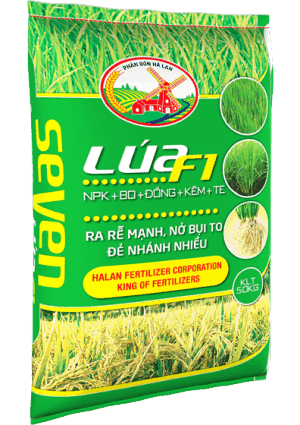 PHÂN BÓN HÀ LAN
seven
LÚA F1
NPK+BO+ĐỒNG+KẼM+TE
RA RỄ MẠNH, NỞ BỤI TO
ĐẺ NHÁNH NHIỀU
HALAN FERTILIZER CORPORATION
KING OF FERTILIZERS
KLT
50KG